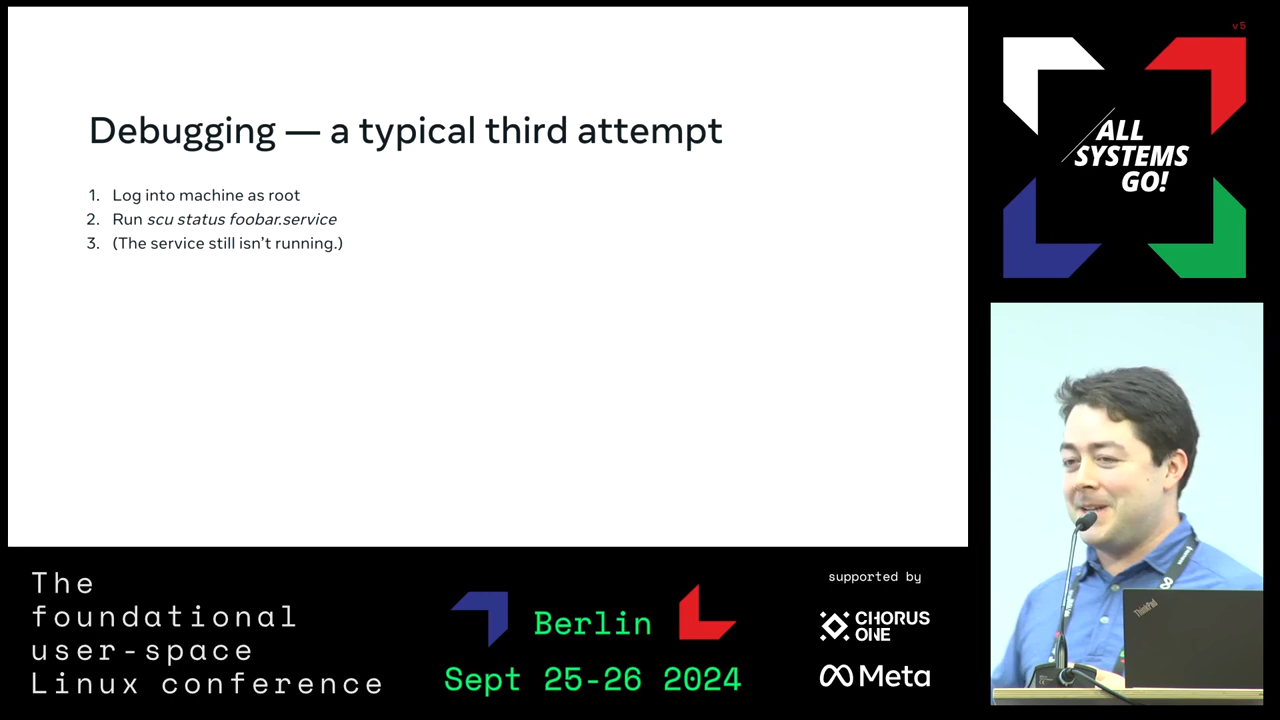 Debugging — a typical third attempt
1. Log into machine as root
2. Run scu status foobar.service
3. (The service still isn’t running.)
v5
ALL
SYSTEMS
GO!
ThinkPad
The
foundational
user-space
Linux conference
Berlin
Sept 25-26 2024
supported by
CHORUS
ONE
Meta